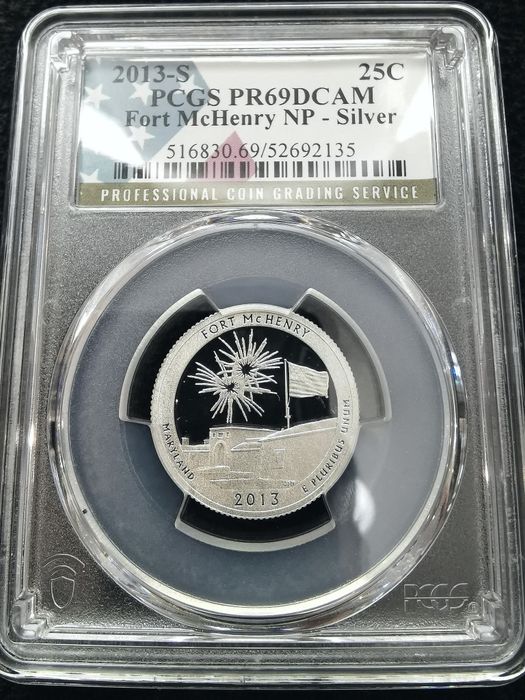 2013-S 25C
PCGS PR69DCAM
Fort McHenry NP - Silver
516830.69/52692135
PROFESSIONAL COIN GRADING SERVICE
FORT McHENRY
MARYLAND
E PLURIBUS UNUM
2013
PCGS